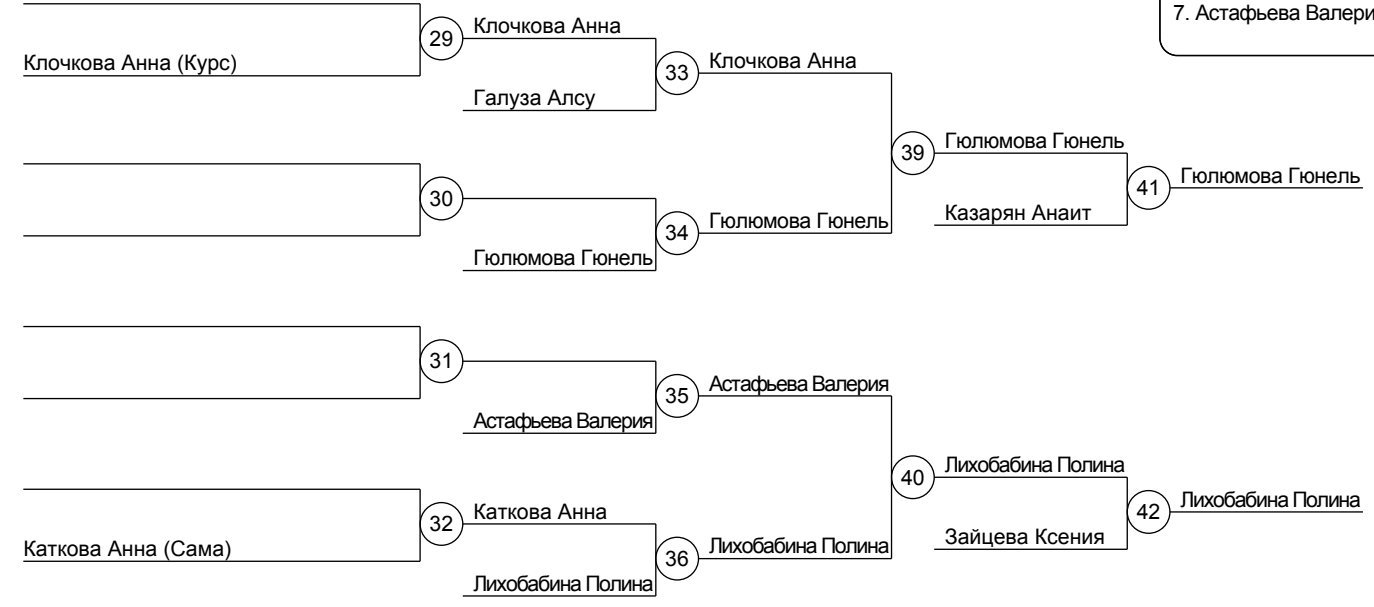 7. Астафьева Валери
Клочкова Анна (Курс)
29
Клочкова Анна
Галуза Алсу
33
Клочкова Анна
30
Гюлюмова Гюнель
34
Гюлюмова Гюнель
39
Гюлюмова Гюнель
Казарян Анаит
41
Гюлюмова Гюнель
31
Астафьева Валерия
35
Астафьева Валерия
Каткова Анна (Сама)
32
Каткова Анна
Лихобабина Полина
36
Лихобабина Полина
40
Лихобабина Полина
Зайцева Ксения
42
Лихобабина Полина